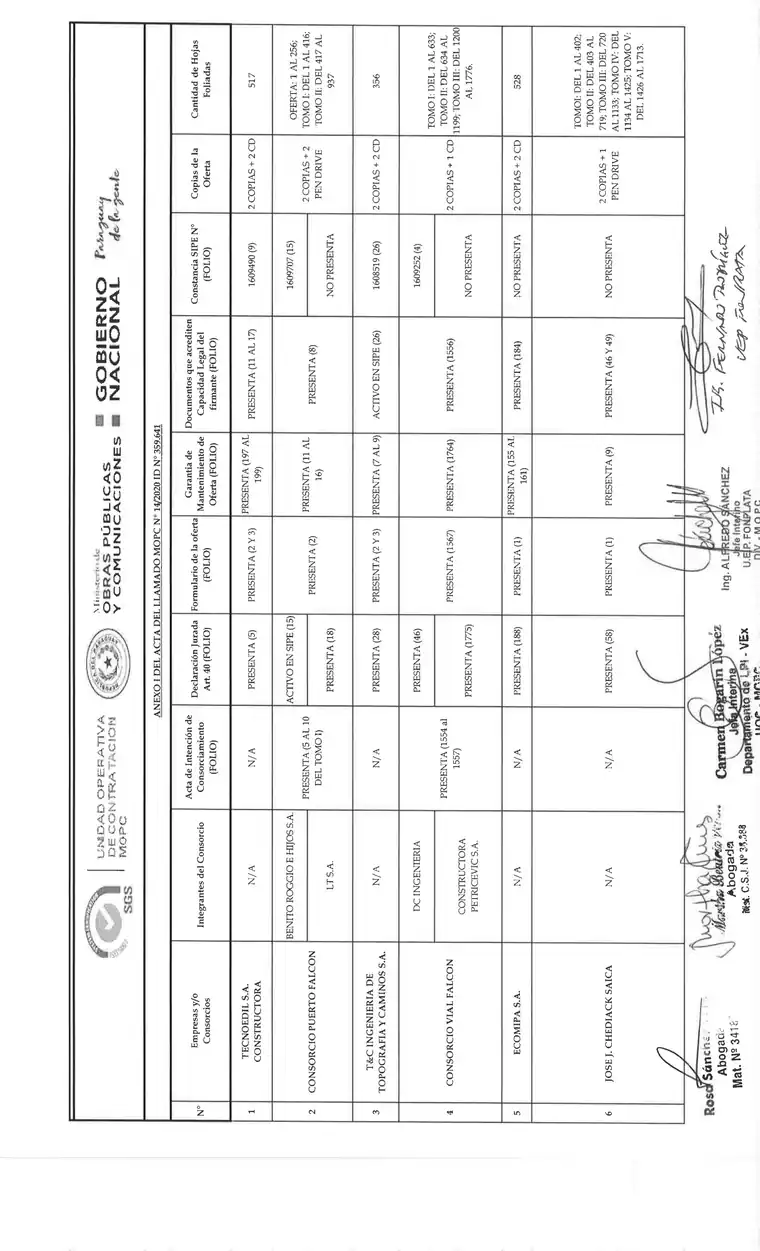 SGS
UNIDAD OPERATIVA
DE CONTRATACION
MOPC
Ministerio de
OBRAS PÚBLICAS
Y COMUNICACIONES
GOBIERNO
NACIONAL
Paraguay
de la gente
ANEXO I DEL ACTA DEL LLAMADO MOPC N° 14/2020 ID N° 359.641
N°
Empresas y/o
Consorcios
Integrantes del Consorcio
Acta de Intención de
Consorciamiento
(FOLIO)
Declaración Jurada
Art. 40 (FOLIO)
Formulario de la oferta
(FOLIO)
Garantía de
Mantenimiento de
Oferta (FOLIO)
Documentos que acrediten
Capacidad Legal del
firmante (FOLIO)
Constancia SIPE N°
(FOLIO)
Copias de la
Oferta
Cantidad de Hojas
Foliadas
1
TECNOEDIL S.A.
CONSTRUCTORA
N/A
N/A
PRESENTA (5)
PRESENTA (2 Y 3)
PRESENTA (197 AL
199)
PRESENTA (11 AL 17)
1609490 (9)
2 COPIAS + 2 CD
517
2
CONSORCIO PUERTO FALCON
BENITO ROGGIO E HIJOS S.A.
LT S.A.
PRESENTA (5 AL 10
DEL TOMO I)
ACTIVO EN SIPE (15)
PRESENTA (18)
PRESENTA (2)
PRESENTA (11 AL
16)
PRESENTA (8)
1609707 (15)
NO PRESENTA
2 COPIAS + 2
PEN DRIVE
OFERTA: 1 AL 256;
TOMO I: DEL 1 AL 416;
TOMO II: DEL 417 AL
937
3
T&C INGENIERIA DE
TOPOGRAFIA Y CAMINOS S.A.
N/A
N/A
PRESENTA (28)
PRESENTA (2 Y 3)
PRESENTA (7 AL 9)
ACTIVO EN SIPE (26)
1608519 (26)
2 COPIAS + 2 CD
356
4
CONSORCIO VIAL FALCON
DC INGENIERIA
CONSTRUCTORA
PETRICEVIC S.A.
PRESENTA (1554 al
1557)
PRESENTA (46)
PRESENTA (1775)
PRESENTA (1567)
PRESENTA (1764)
PRESENTA (1556)
1609252 (4)
NO PRESENTA
2 COPIAS + 1 CD
TOMO I: DEL 1 AL 633;
TOMO II: DEL 634 AL
1199; TOMO III: DEL 1200
AL 1776.
5
ECOMIPA S.A.
N/A
N/A
PRESENTA (188)
PRESENTA (1)
PRESENTA (155 AL
161)
PRESENTA (184)
NO PRESENTA
2 COPIAS + 2 CD
528
6
JOSE J. CHEDIACK SAICA
N/A
N/A
PRESENTA (58)
PRESENTA (1)
PRESENTA (9)
PRESENTA (46 Y 49)
NO PRESENTA
2 COPIAS + 1
PEN DRIVE
TOMOI: DEL 1 AL 402;
TOMO II: DEL 403 AL
719; TOMO III: DEL 720
AL 1133; TOMO IV: DEL
1134 AL 1425; TOMO V:
DEL 1426 AL 1713.
Rosa Sánchez
Abogada
Mat. Nº 3418
Abogada
Mat. C.S.J. Nº
Carmen Bogarín López
Jefa Interina
Departamento de LPI - VEx
UOC - MOPC
Ing. ALFREDO SANCHEZ
Jefe Interino
U.E.P. FONPLATA
D.V. - M.O.P.C.
UEP FONPLATA